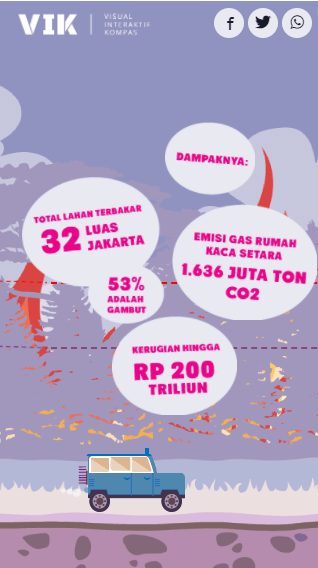 VIK
VISUAL
INTERAKTIF
KOMPAS
DAMPAKNYA:
TOTAL LAHAN TERBAKAR
32 LUAS
JAKARTA
53%
ADALAH
GAMBUT
EMISI GAS RUMAH
KACA SETARA
1.636 JUTA TON
CO2
KERUGIAN HINGGA
RP 200
TRILIUN